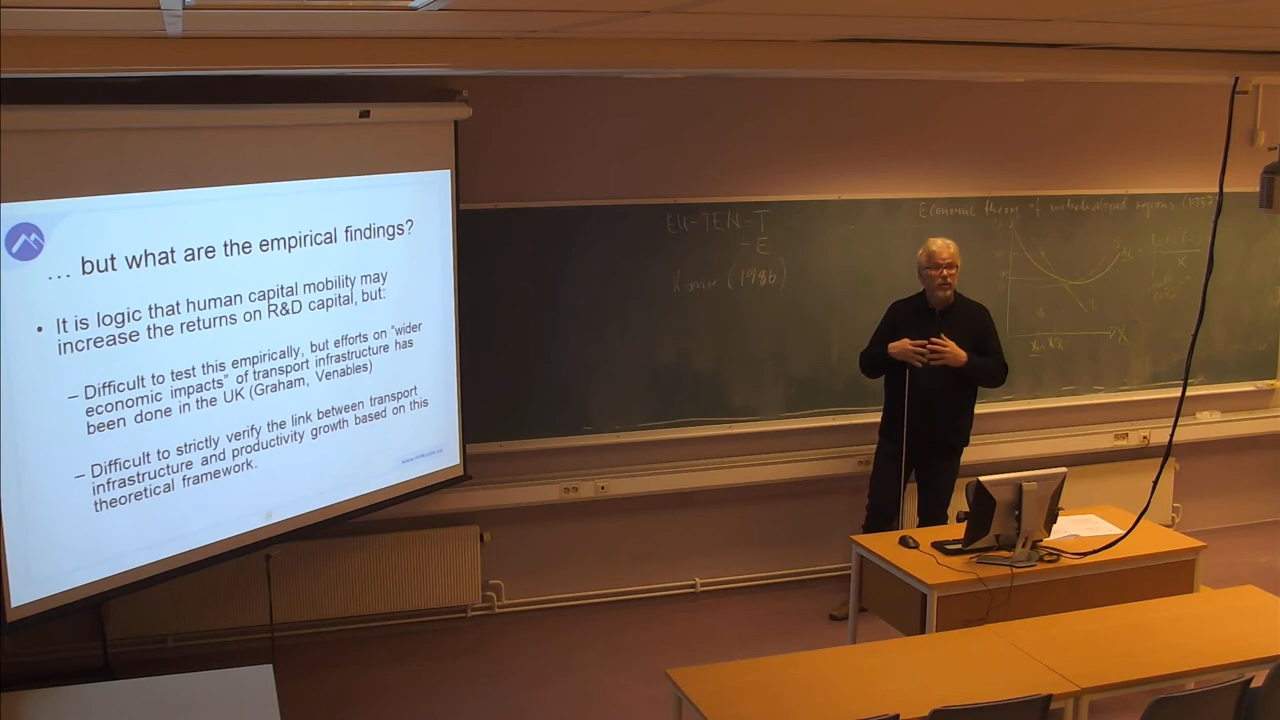 ... but what are the empirical findings?
• It is logic that human capital mobility may
increase the returns on R&D capital, but:
– Difficult to test this empirically, but efforts on "wider
economic impacts" of transport infrastructure has
been done in the UK (Graham, Venables)
– Difficult to strictly verify the link between transport
infrastructure and productivity growth based on this
theoretical framework.
EU-TEN-T
-E
(1986)
Economic theory of regions
X